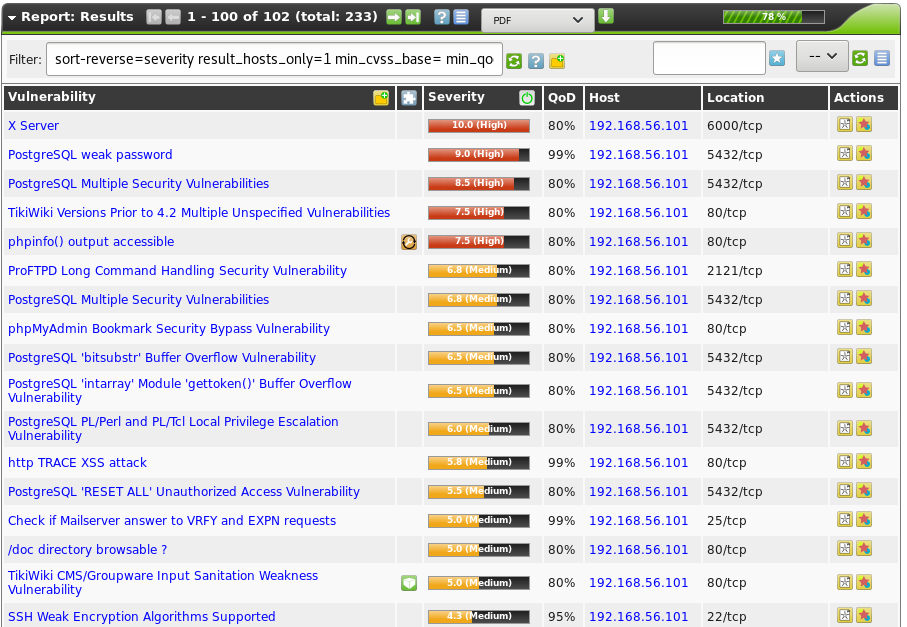 Report: Results 1 - 100 of 102 (total: 233) ? PDF 78 %
Filter: sort-reverse=severity result_hosts_only=1 min_cvss_base= min_qo ? --
Vulnerability Severity QoD Host Location Actions
X Server 10.0 (High) 80% 192.168.56.101 6000/tcp
PostgreSQL weak password 9.0 (High) 99% 192.168.56.101 5432/tcp
PostgreSQL Multiple Security Vulnerabilities 8.5 (High) 80% 192.168.56.101 5432/tcp
TikiWiki Versions Prior to 4.2 Multiple Unspecified Vulnerabilities 7.5 (High) 80% 192.168.56.101 80/tcp
phpinfo() output accessible 7.5 (High) 80% 192.168.56.101 80/tcp
ProFTPD Long Command Handling Security Vulnerability 6.8 (Medium) 80% 192.168.56.101 2121/tcp
PostgreSQL Multiple Security Vulnerabilities 6.8 (Medium) 80% 192.168.56.101 5432/tcp
phpMyAdmin Bookmark Security Bypass Vulnerability 6.5 (Medium) 80% 192.168.56.101 80/tcp
PostgreSQL 'bitsubstr' Buffer Overflow Vulnerability 6.5 (Medium) 80% 192.168.56.101 5432/tcp
PostgreSQL 'intarray' Module 'gettoken()' Buffer Overflow
Vulnerability 6.5 (Medium) 80% 192.168.56.101 5432/tcp
PostgreSQL PL/Perl and PL/Tcl Local Privilege Escalation
Vulnerability 6.0 (Medium) 80% 192.168.56.101 5432/tcp
http TRACE XSS attack 5.8 (Medium) 99% 192.168.56.101 80/tcp
PostgreSQL 'RESET ALL' Unauthorized Access Vulnerability 5.5 (Medium) 80% 192.168.56.101 5432/tcp
Check if Mailserver answer to VRFY and EXPN requests 5.0 (Medium) 99% 192.168.56.101 25/tcp
/doc directory browsable ? 5.0 (Medium) 80% 192.168.56.101 80/tcp
TikiWiki CMS/Groupware Input Sanitation Weakness
Vulnerability 5.0 (Medium) 80% 192.168.56.101 80/tcp
SSH Weak Encryption Algorithms Supported 4.3 (Medium) 95% 192.168.56.101 22/tcp